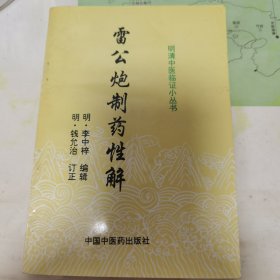 明清中医临证小丛书
雷公炮制药性解
明·李中梓 编辑
明·钱允治 订正
中国中医药出版社